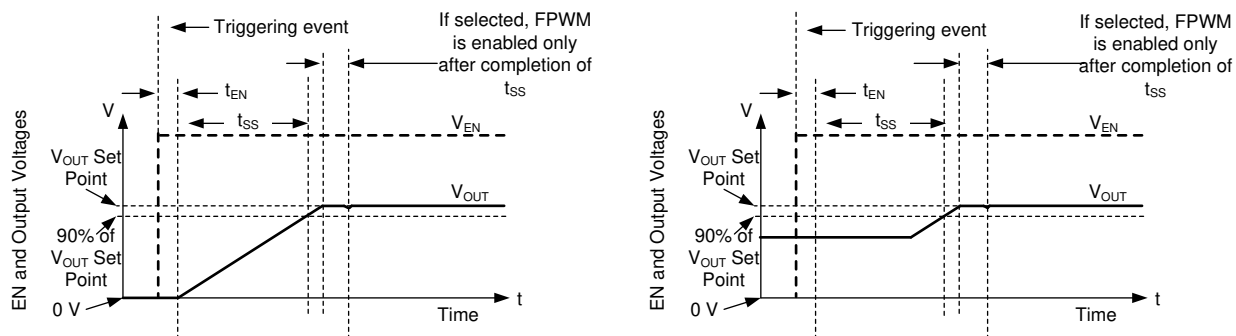 Triggering event
If selected, FPWM
is enabled only
after completion of
tSS
tEN
tSS
V
VEN
EN and Output Voltages
VOUT Set
Point
VOUT
90% of
VOUT Set
Point
0 V
t
Time
Triggering event
If selected, FPWM
is enabled only
after completion of
tSS
tEN
tSS
V
VEN
EN and Output Voltages
VOUT Set
Point
VOUT
90% of
VOUT Set
Point
0 V
t
Time